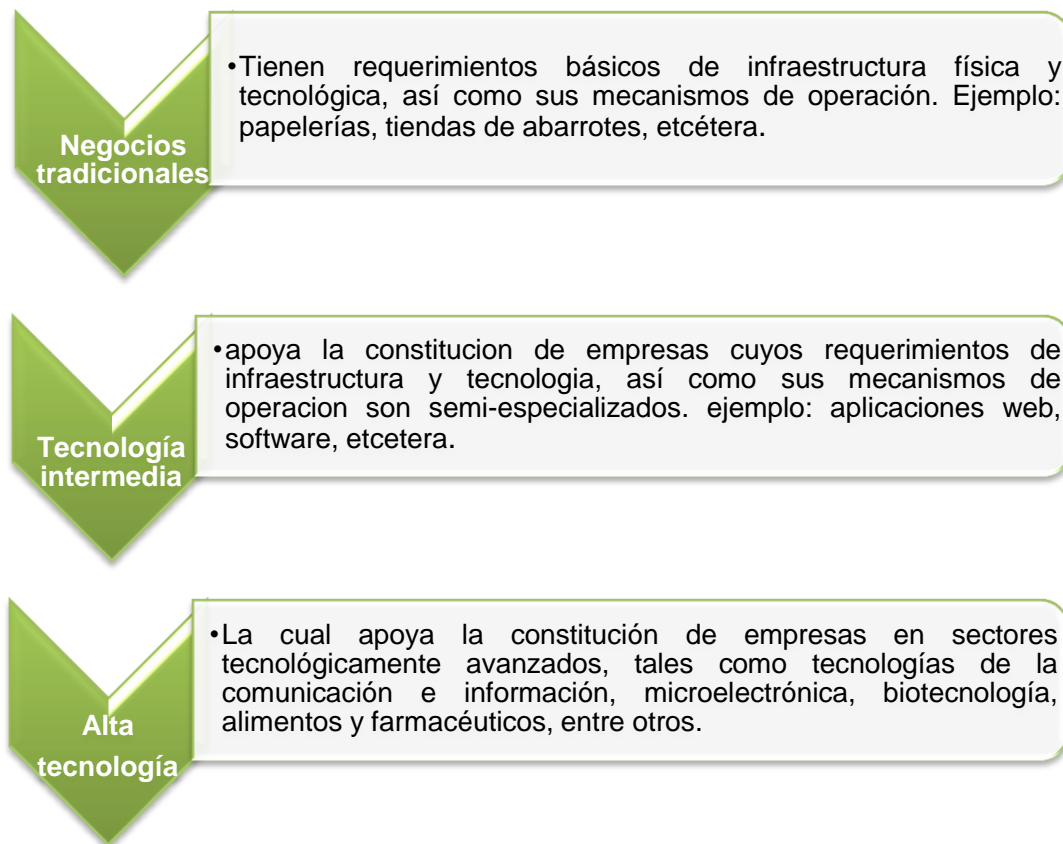 Negocios
tradicionales
•Tienen requerimientos básicos de infraestructura física y
tecnológica, así como sus mecanismos de operación. Ejemplo:
papelerías, tiendas de abarrotes, etcétera.
Tecnología
intermedia
•apoya la constitucion de empresas cuyos requerimientos de
infraestructura y tecnologia, así como sus mecanismos de
operacion son semi-especializados. ejemplo: aplicaciones web,
software, etcetera.
Alta
tecnología
•La cual apoya la constitución de empresas en sectores
tecnológicamente avanzados, tales como tecnologías de la
comunicación e información, microelectrónica, biotecnología,
alimentos y farmacéuticos, entre otros.